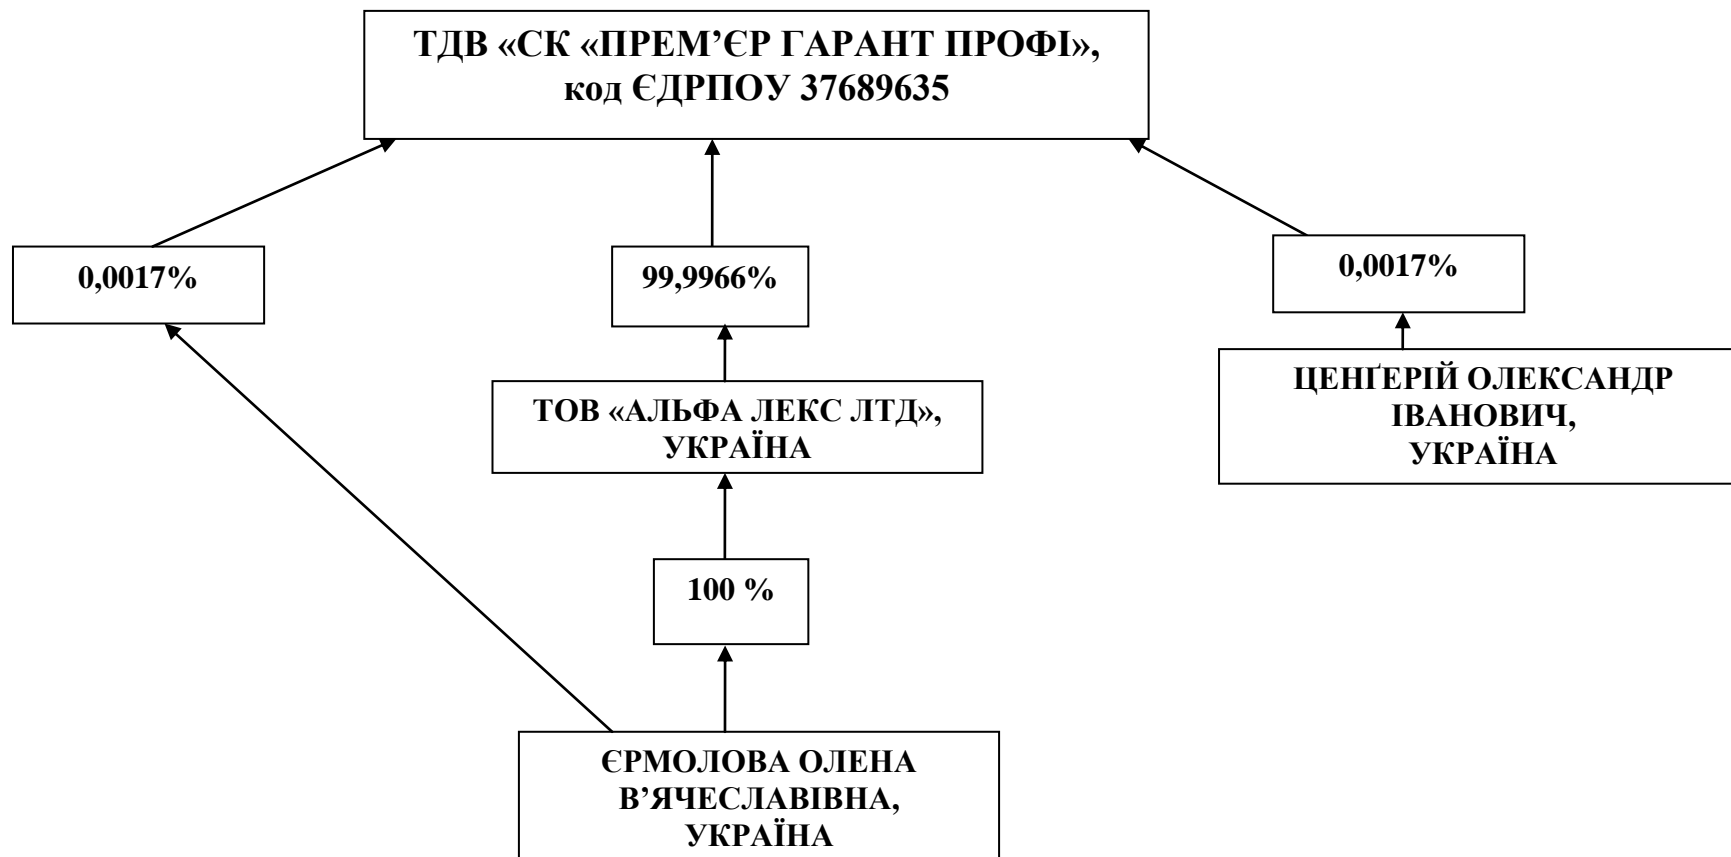 ТДВ «СК «ПРЕМ’ЄР ГАРАНТ ПРОФІ»,
код ЄДРПОУ 37689635
0,0017%
99,9966%
0,0017%
ТОВ «АЛЬФА ЛЕКС ЛТД»,
УКРАЇНА
ЦЕНҐЕРІЙ ОЛЕКСАНДР
ІВАНОВИЧ,
УКРАЇНА
100 %
ЄРМОЛОВА ОЛЕНА
В’ЯЧЕСЛАВІВНА,
УКРАЇНА